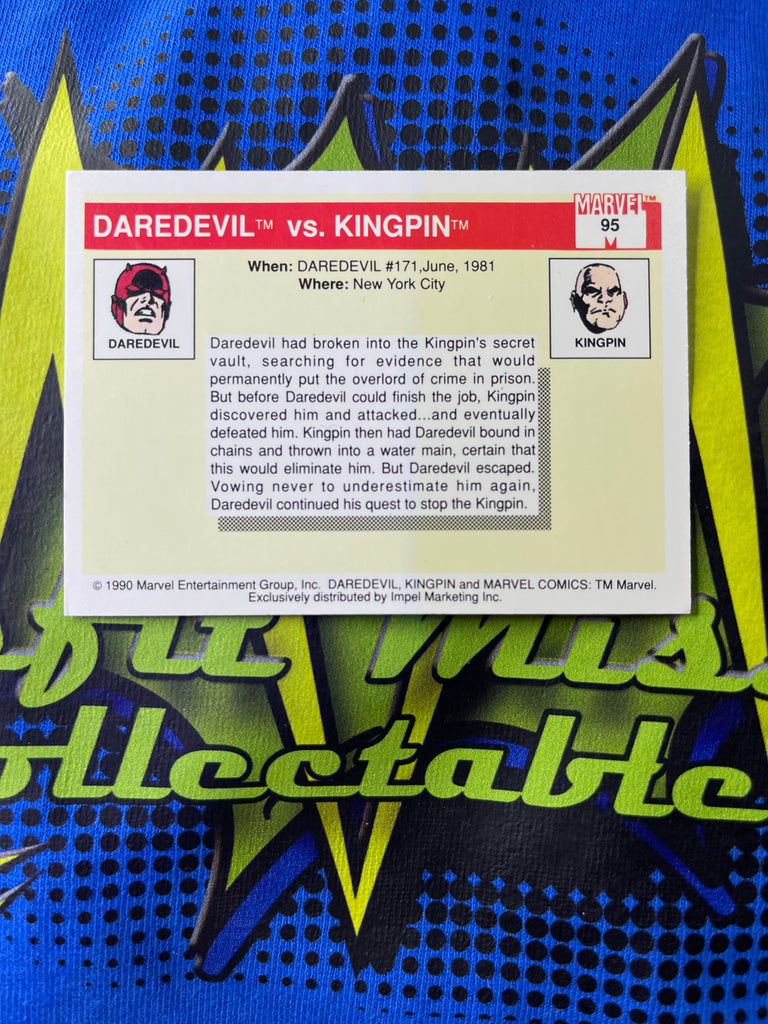 DAREDEVIL™ vs. KINGPIN™
MARVEL™
95
When: DAREDEVIL #171,June, 1981
Where: New York City
DAREDEVIL
KINGPIN
Daredevil had broken into the Kingpin's secret
vault, searching for evidence that would
permanently put the overlord of crime in prison.
But before Daredevil could finish the job, Kingpin
discovered him and attacked...and eventually
defeated him. Kingpin then had Daredevil bound in
chains and thrown into a water main, certain that
this would eliminate him. But Daredevil escaped.
Vowing never to underestimate him again,
Daredevil continued his quest to stop the Kingpin.
© 1990 Marvel Entertainment Group, Inc. DAREDEVIL, KINGPIN and MARVEL COMICS: TM Marvel.
Exclusively distributed by Impel Marketing Inc.